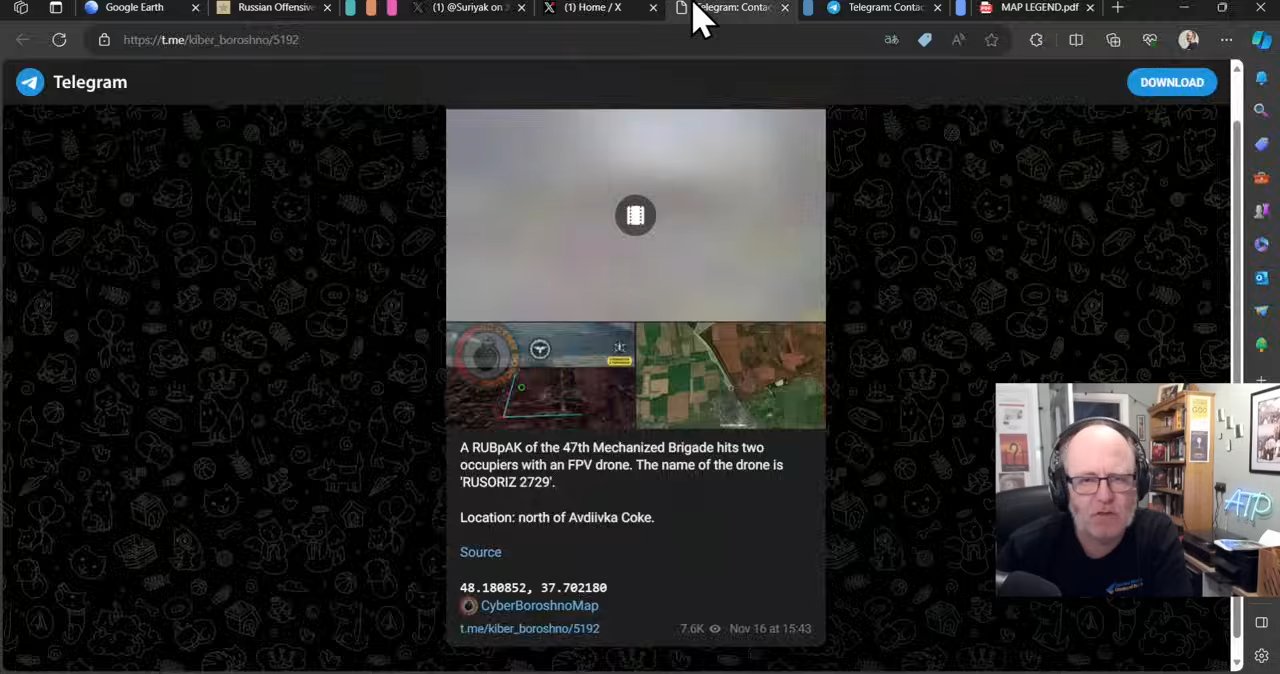 Google Earth
Russian Offensive
(1) @Suriyak on
(1) Home / X
Telegram: Contac
Telegram: Contac
MAP LEGEND.pdf
https://t.me/kiber_boroshno/5192
Telegram
DOWNLOAD
A RUBpAK of the 47th Mechanized Brigade hits two
occupiers with an FPV drone. The name of the drone is
'RUSORIZ 2729'.
Location: north of Avdiivka Coke.
Source
48.180852, 37.702180
CyberBoroshnoMap
t.me/kiber_boroshno/5192
7.6K
Nov 16 at 15:43
GOD
ATP